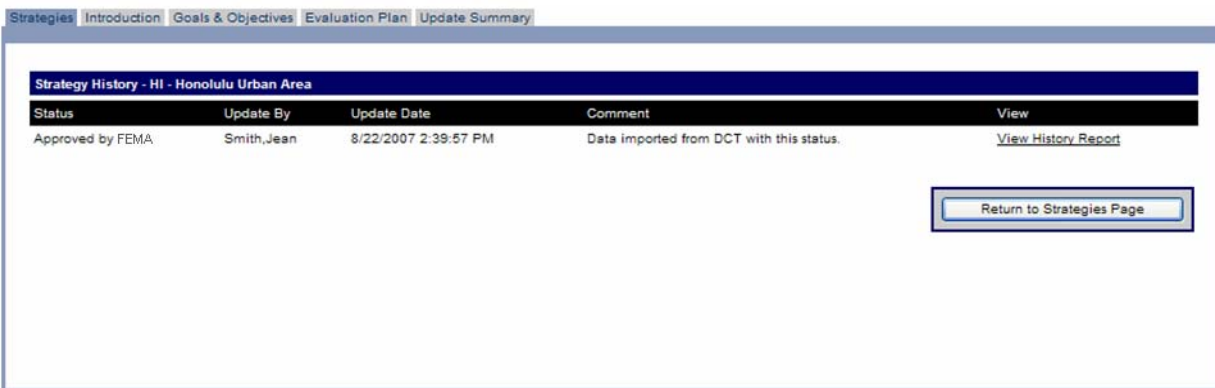 Strategies Introduction Goals & Objectives Evaluation Plan Update Summary
Strategy History - HI - Honolulu Urban Area
Status Update By Update Date Comment View
Approved by FEMA Smith,Jean 8/22/2007 2:39:57 PM Data imported from DCT with this status. View History Report
Return to Strategies Page